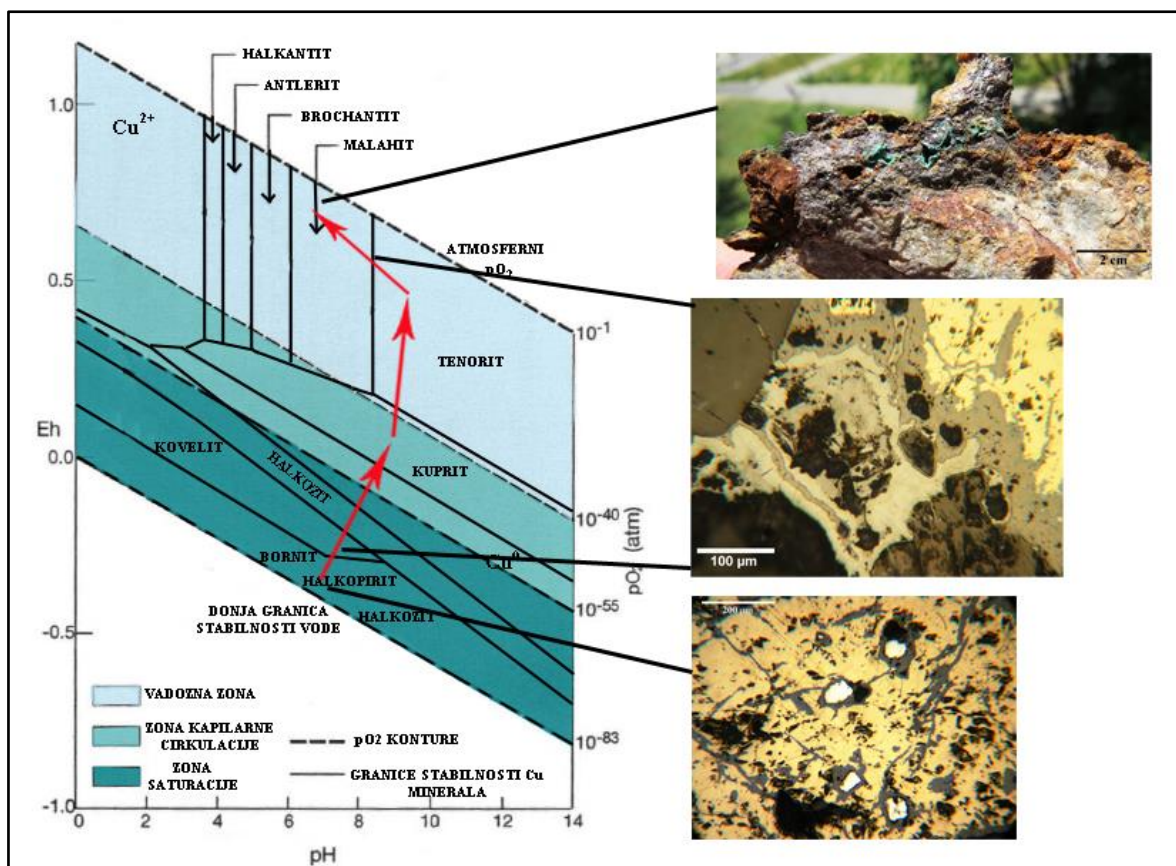 HALKANTIT
ANTLERIT
BROCHANTIT
MALAHIT
1.0
Cu2+
2 cm
ATMOSFERNI
pO2
0.5
10-1
TENORIT
Eh
0.0
KOVELIT
HALKOZIT
KUPRIT
10-40
pO2 (atm)
100 µm
BORNIT
Cu0
HALKOPIRIT
10-55
DONJA GRANICA
STABILNOSTI VODE
HALKOZIT
200 µm
-0.5
VADOZNA ZONA
ZONA KAPILARNE
CIRKULACIJE
pO2 KONTURE
10-83
ZONA
SATURACIJE
GRANICE STABILNOSTI Cu
MINERALA
-1.0
0 2 4 6 8 10 12 14
pH